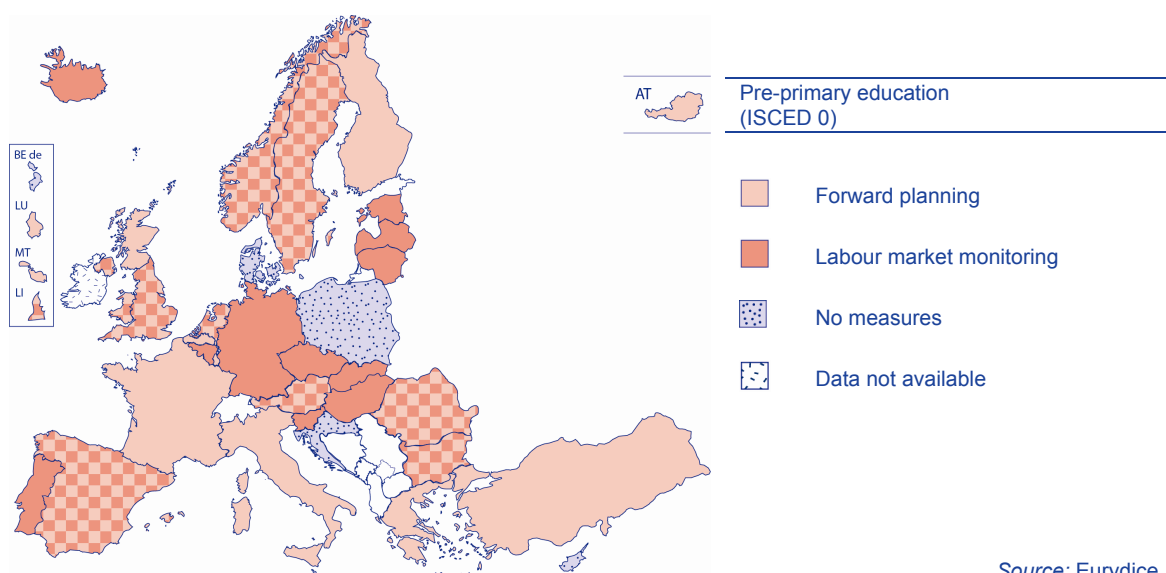 BE de
LU
MT
LI
AT
Pre-primary education
(ISCED 0)
Forward planning
Labour market monitoring
No measures
Data not available
Source: Eurydice